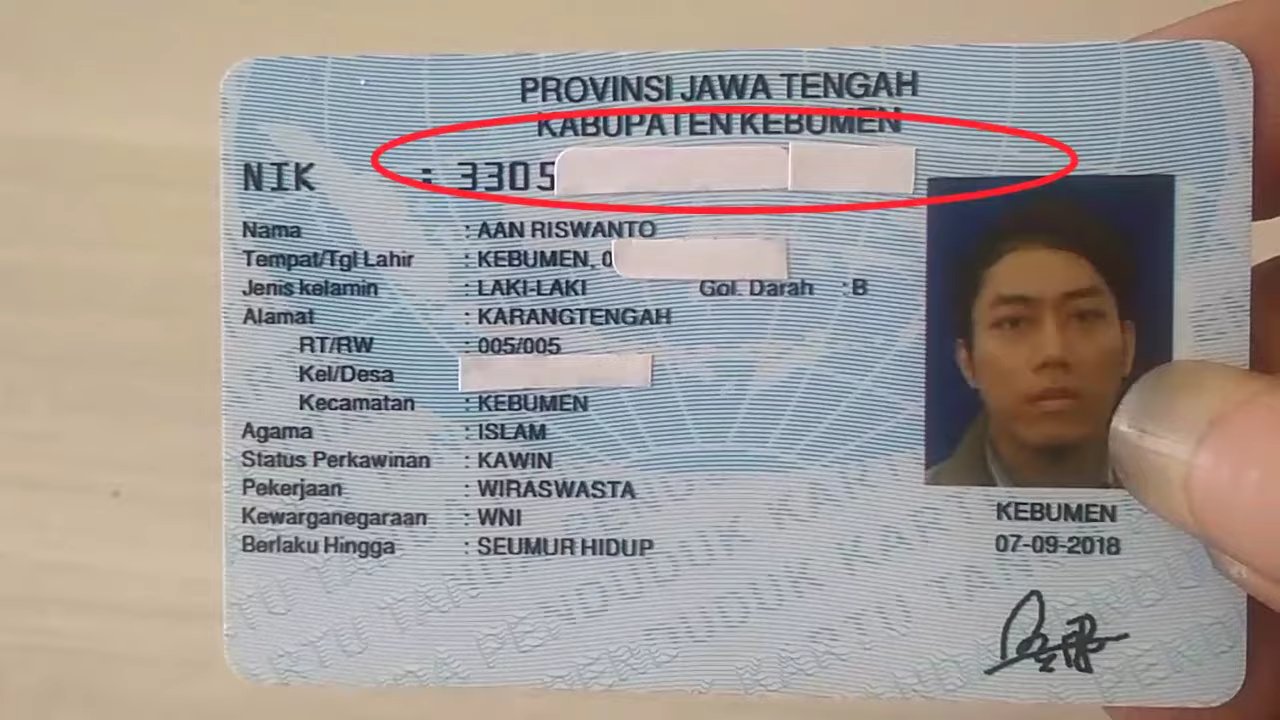 PROVINSI JAWA TENGAH
KABUPATEN KEBUMEN
NIK : 3305
Nama : AAN RISWANTO
Tempat/Tgl Lahir : KEBUMEN, 0
Jenis kelamin : LAKI-LAKI Gol. Darah : B
Alamat : KARANGTENGAH
RT/RW : 005/005
Kel/Desa
Kecamatan : KEBUMEN
Agama : ISLAM
Status Perkawinan : KAWIN
Pekerjaan : WIRASWASTA
Kewarganegaraan : WNI
Berlaku Hingga : SEUMUR HIDUP
KEBUMEN
07-09-2018